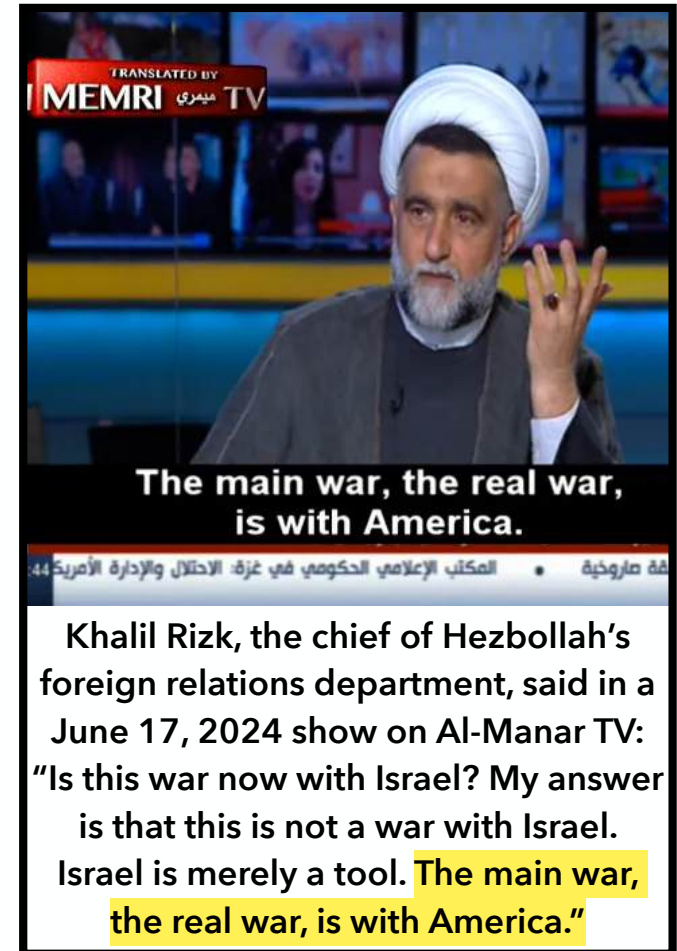 TRANSLATED BY
MEMRI ميمري TV
The main war, the real war,
is with America.
:44 المكتب الإعلامي الحكومي في غزة: الاحتلال والإدارة الأمريك • صاروخية
Khalil Rizk, the chief of Hezbollah’s
foreign relations department, said in a
June 17, 2024 show on Al-Manar TV:
“Is this war now with Israel? My answer
is that this is not a war with Israel.
Israel is merely a tool. The main war,
the real war, is with America.”